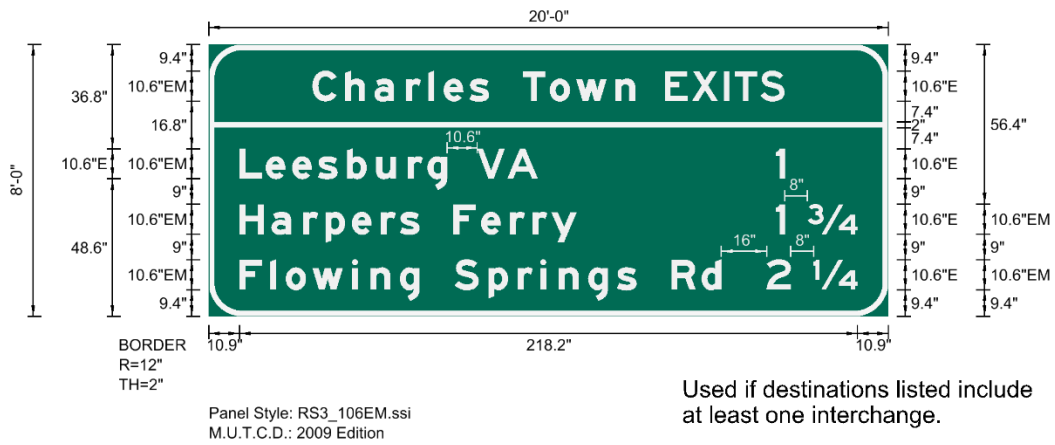 20'-0"
9.4"
10.6"EM
16.8"
10.6"EM
9"
10.6"EM
9"
10.6"EM
9.4"
36.8"
10.6"E
48.6"
8'-0"
Charles Town EXITS
10.6"
Leesburg VA 1
8"
Harpers Ferry 1 3/4
16" 8"
Flowing Springs Rd 2 1/4
9.4"
10.6"E
7.4"
2"
7.4"
10.6"E
9"
10.6"E
9"
10.6"E
9.4"
56.4"
10.6"EM
9"
10.6"EM
9.4"
10.9" 218.2" 10.9"
BORDER
R=12"
TH=2"
Panel Style: RS3_106EM.ssi
M.U.T.C.D.: 2009 Edition
Used if destinations listed include
at least one interchange.